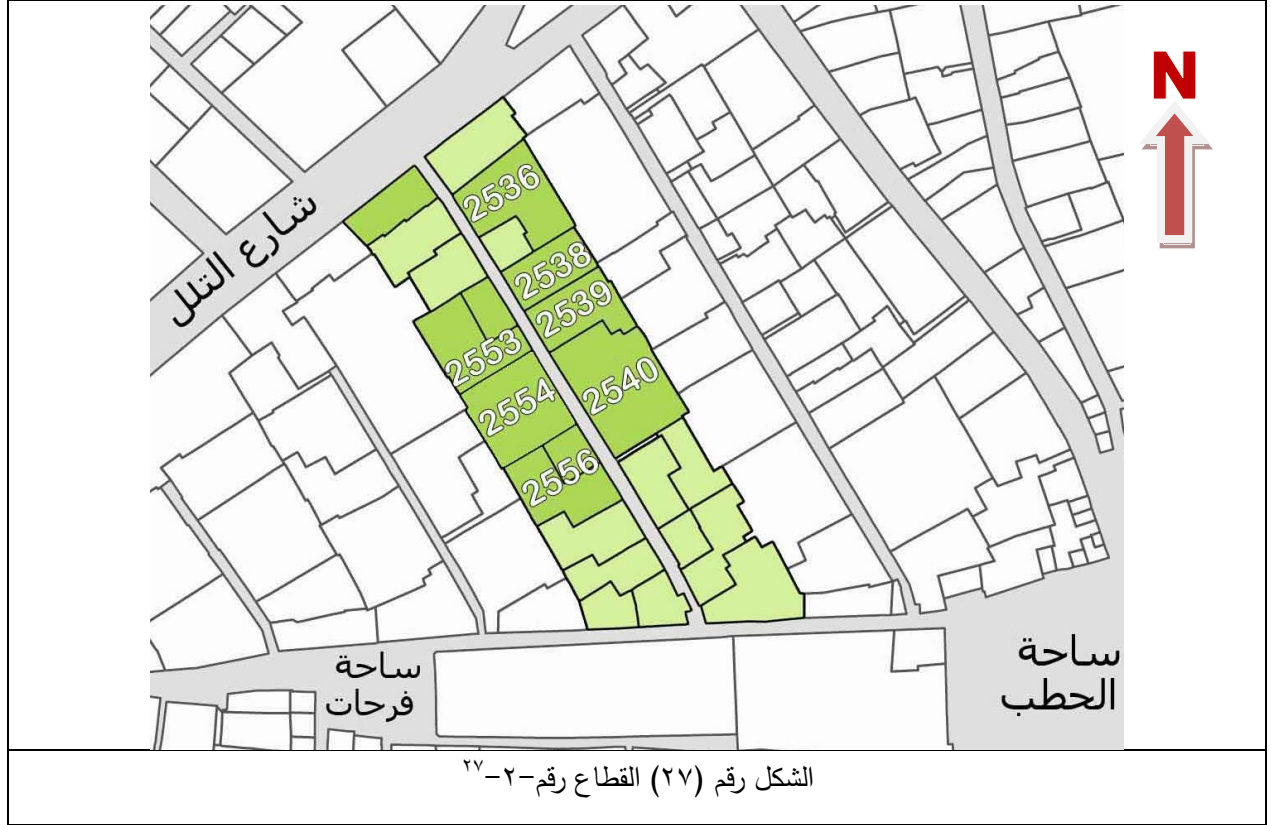 N
2536
2538
2539
2540
2553
2554
2556
شارع التلل
ساحة
فرحات
ساحة
الحطب
الشكل رقم (٢٧) القطاع رقم-٢-٢٧